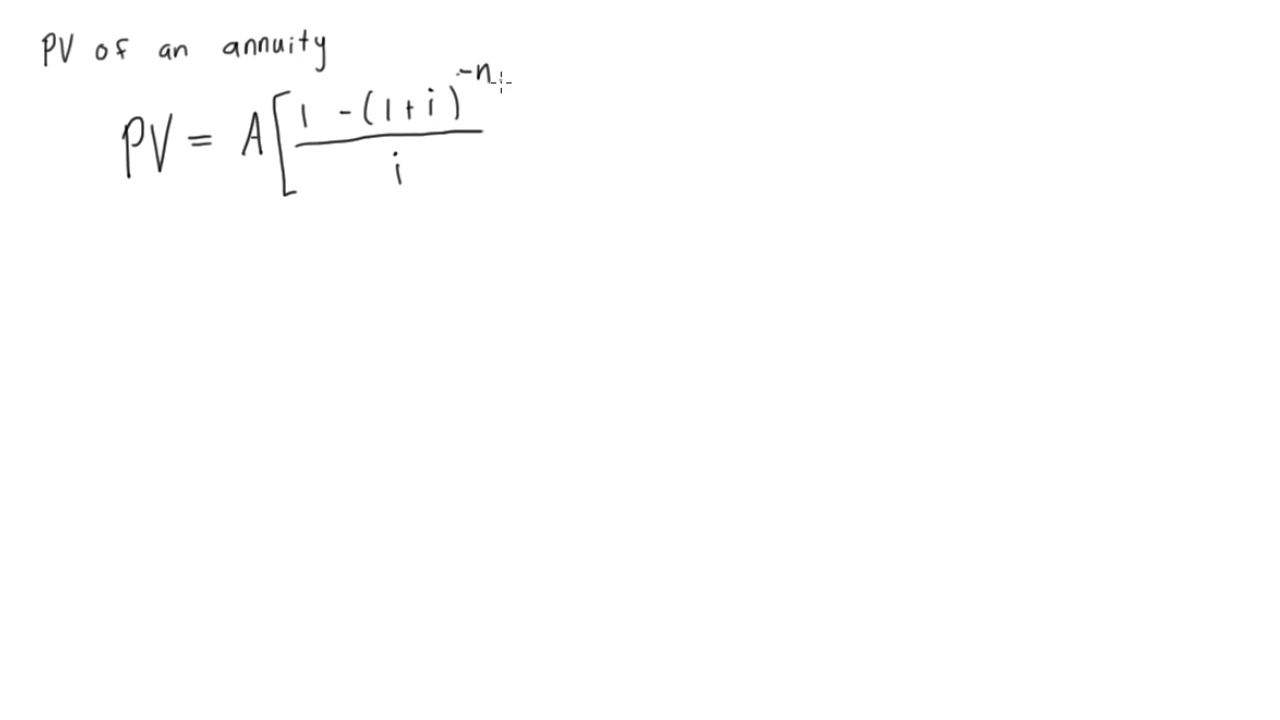 PV of an annuity
PV = A[ 1 - (1 + i)^-n / i